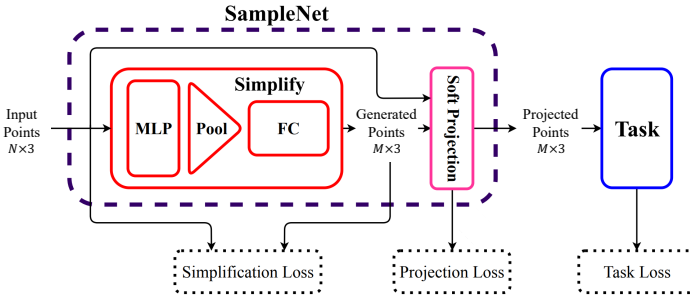 SampleNet
Simplify
MLP
Pool
FC
Input
Points
N×3
Generated
Points
M×3
Soft Projection
Projected
Points
M×3
Task
Simplification Loss
Projection Loss
Task Loss